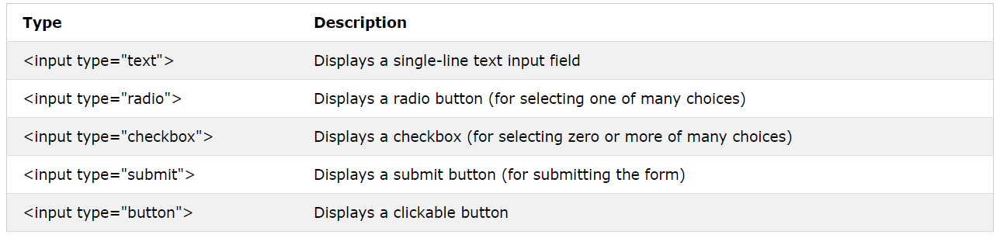 Type Description
<input type="text"> Displays a single-line text input field
<input type="radio"> Displays a radio button (for selecting one of many choices)
<input type="checkbox"> Displays a checkbox (for selecting zero or more of many choices)
<input type="submit"> Displays a submit button (for submitting the form)
<input type="button"> Displays a clickable button